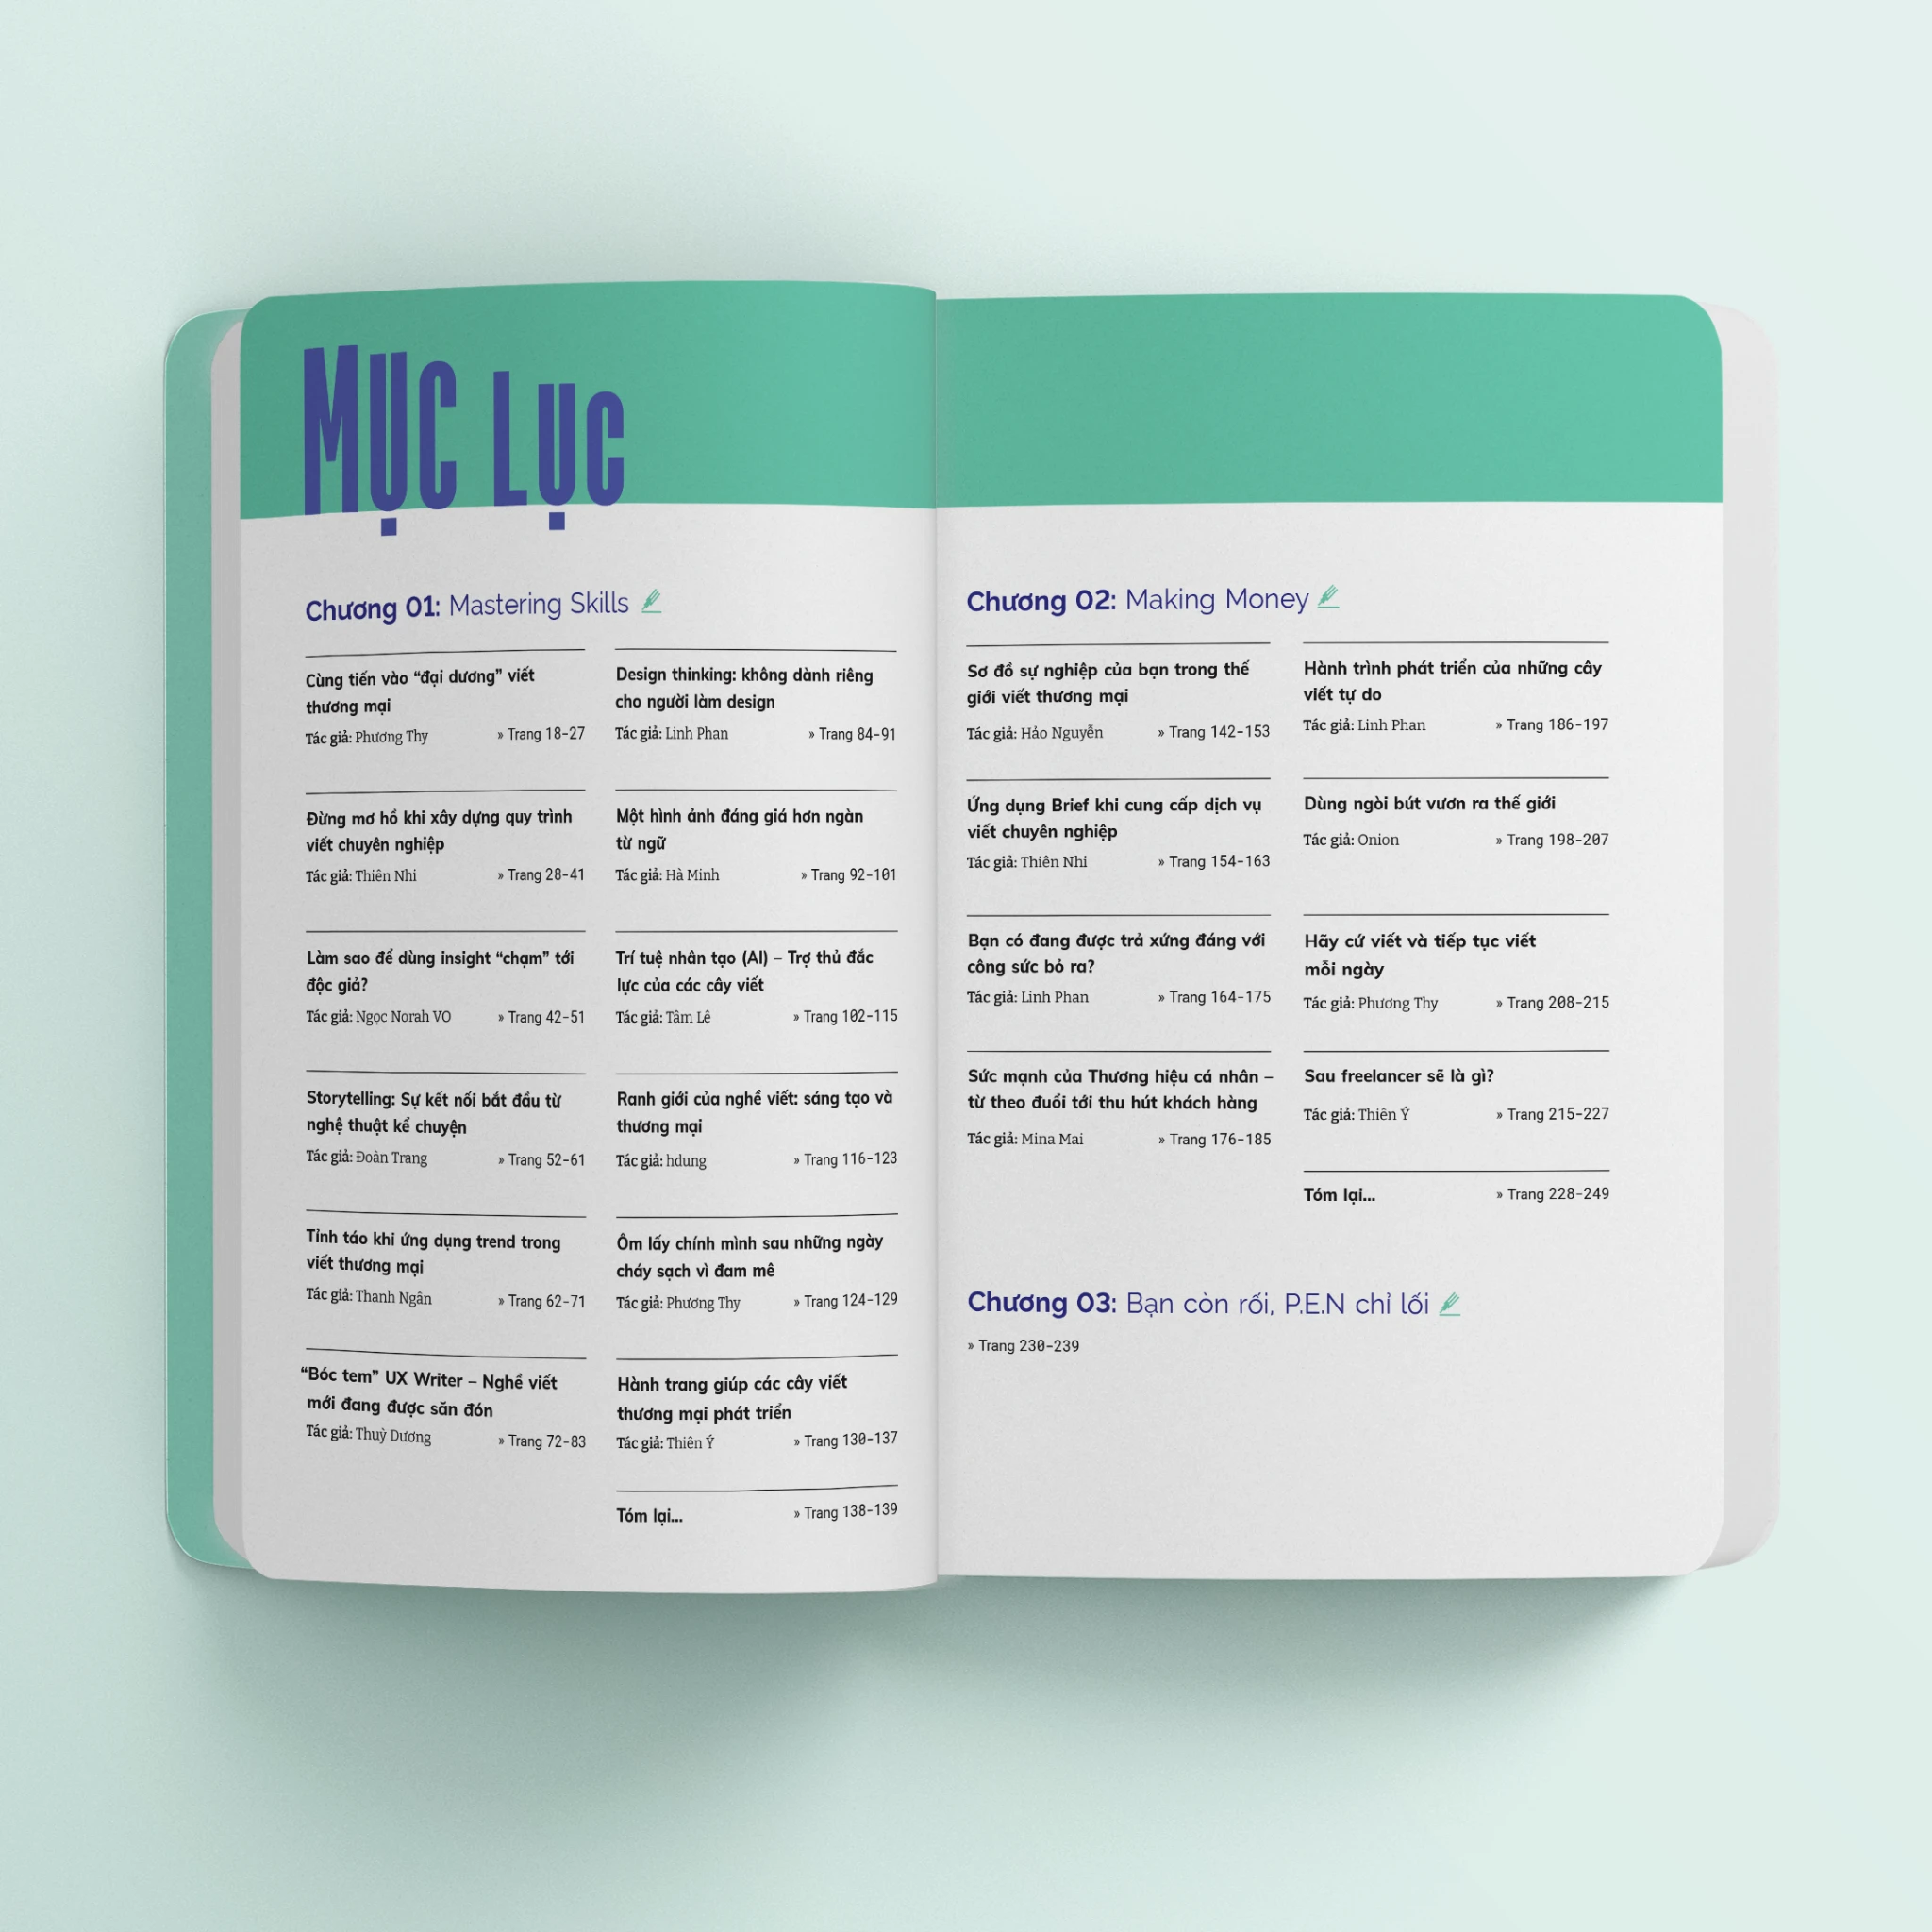 MỤC LỤC
Chương 01: Mastering Skills
Cùng tiến vào “đại dương” viết
thương mại
Tác giả: Phương Thy » Trang 18-27
Đừng mơ hồ khi xây dựng quy trình
viết chuyên nghiệp
Tác giả: Thiên Nhi » Trang 28-41
Làm sao để dùng insight “chạm” tới
độc giả?
Tác giả: Ngọc Norah VO » Trang 42-51
Storytelling: Sự kết nối bắt đầu từ
nghệ thuật kể chuyện
Tác giả: Đoàn Trang » Trang 52-61
Tỉnh táo khi ứng dụng trend trong
viết thương mại
Tác giả: Thanh Ngân » Trang 62-71
“Bóc tem” UX Writer – Nghề viết
mới đang được săn đón
Tác giả: Thuỳ Dương » Trang 72-83
Design thinking: không dành riêng
cho người làm design
Tác giả: Linh Phan » Trang 84-91
Một hình ảnh đáng giá hơn ngàn
từ ngữ
Tác giả: Hà Minh » Trang 92-101
Trí tuệ nhân tạo (AI) – Trợ thủ đắc
lực của các cây viết
Tác giả: Tâm Lê » Trang 102-115
Ranh giới của nghề viết: sáng tạo và
thương mại
Tác giả: hdung » Trang 116-123
Ôm lấy chính mình sau những ngày
cháy sạch vì đam mê
Tác giả: Phương Thy » Trang 124-129
Hành trang giúp các cây viết
thương mại phát triển
Tác giả: Thiên Ý » Trang 130-137
Tóm lại... » Trang 138-139
Chương 02: Making Money
Sơ đồ sự nghiệp của bạn trong thế
giới viết thương mại
Tác giả: Hảo Nguyễn » Trang 142-153
Ứng dụng Brief khi cung cấp dịch vụ
viết chuyên nghiệp
Tác giả: Thiên Nhi » Trang 154-163
Bạn có đang được trả xứng đáng với
công sức bỏ ra?
Tác giả: Linh Phan » Trang 164-175
Sức mạnh của Thương hiệu cá nhân –
từ theo đuổi tới thu hút khách hàng
Tác giả: Mina Mai » Trang 176-185
Hành trình phát triển của những cây
viết tự do
Tác giả: Linh Phan » Trang 186-197
Dùng ngòi bút vươn ra thế giới
Tác giả: Onion » Trang 198-207
Hãy cứ viết và tiếp tục viết
mỗi ngày
Tác giả: Phương Thy » Trang 208-215
Sau freelancer sẽ là gì?
Tác giả: Thiên Ý » Trang 215-227
Tóm lại... » Trang 228-249
Chương 03: Bạn còn rối, P.E.N chỉ lối
» Trang 230-239